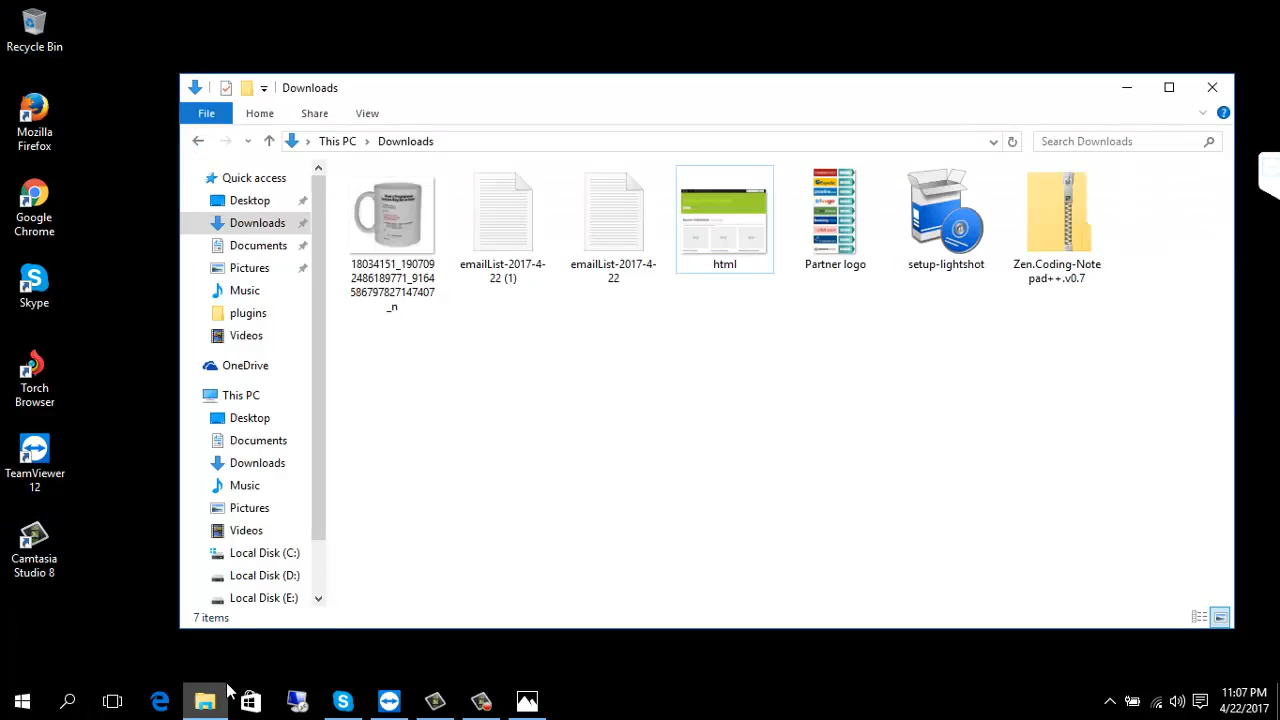 Recycle Bin
Mozilla
Firefox
Google
Chrome
Skype
Torch
Browser
TeamViewer
12
Camtasia
Studio 8
Downloads
File
Home
Share
View
This PC
Downloads
Search Downloads
Quick access
Desktop
Downloads
Documents
Pictures
Music
plugins
Videos
OneDrive
This PC
Desktop
Documents
Downloads
Music
Pictures
Videos
Local Disk (C:)
Local Disk (D:)
Local Disk (E:)
18034151_190709
2486189771_9164
586797827147407
_n
emailList-2017-4-
22 (1)
emailList-2017-4-
22
html
Partner logo
setup-lightshot
Zen.Coding-Note
pad++.v0.7
7 items
11:07 PM
4/22/2017